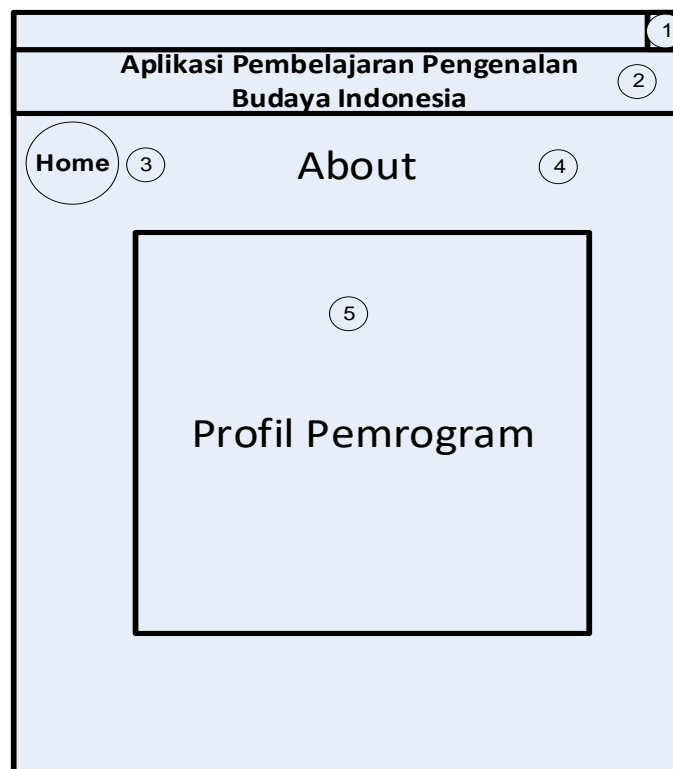 1
Aplikasi Pembelajaran Pengenalan
Budaya Indonesia
2
Home
3
About
4
5
Profil Pemrogram